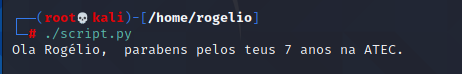 ┌──(root💀kali)-[/home/rogelio]
└─# ./script.py
Ola Rogélio,  parabens pelos teus 7 anos na ATEC.